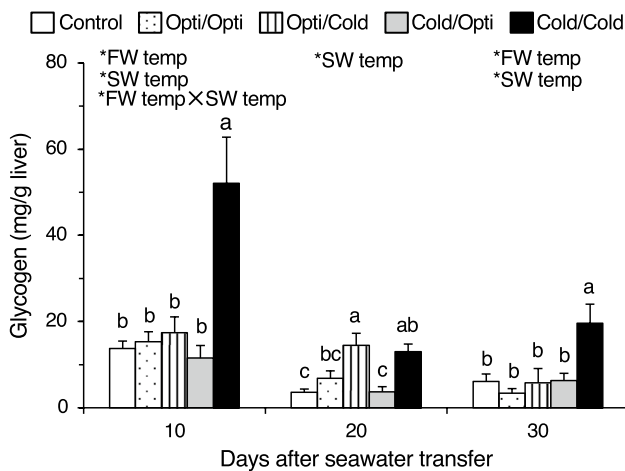 Control Opti/Opti Opti/Cold Cold/Opti Cold/Cold
*FW temp
*SW temp
*FW temp×SW temp
*SW temp
*FW temp
*SW temp
80
60
40
20
0
Glycogen (mg/g liver)
b b b b a
c bc a c ab
b b b b a
10 20 30
Days after seawater transfer